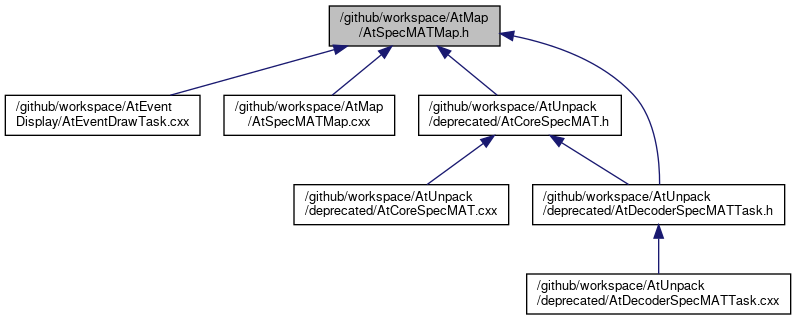 /github/workspace/AtMap
/AtSpecMATMap.h
/github/workspace/AtEvent
Display/AtEventDrawTask.cxx
/github/workspace/AtMap
/AtSpecMATMap.cxx
/github/workspace/AtUnpack
/deprecated/AtCoreSpecMAT.h
/github/workspace/AtUnpack
/deprecated/AtCoreSpecMAT.cxx
/github/workspace/AtUnpack
/deprecated/AtDecoderSpecMATTask.h
/github/workspace/AtUnpack
/deprecated/AtDecoderSpecMATTask.cxx